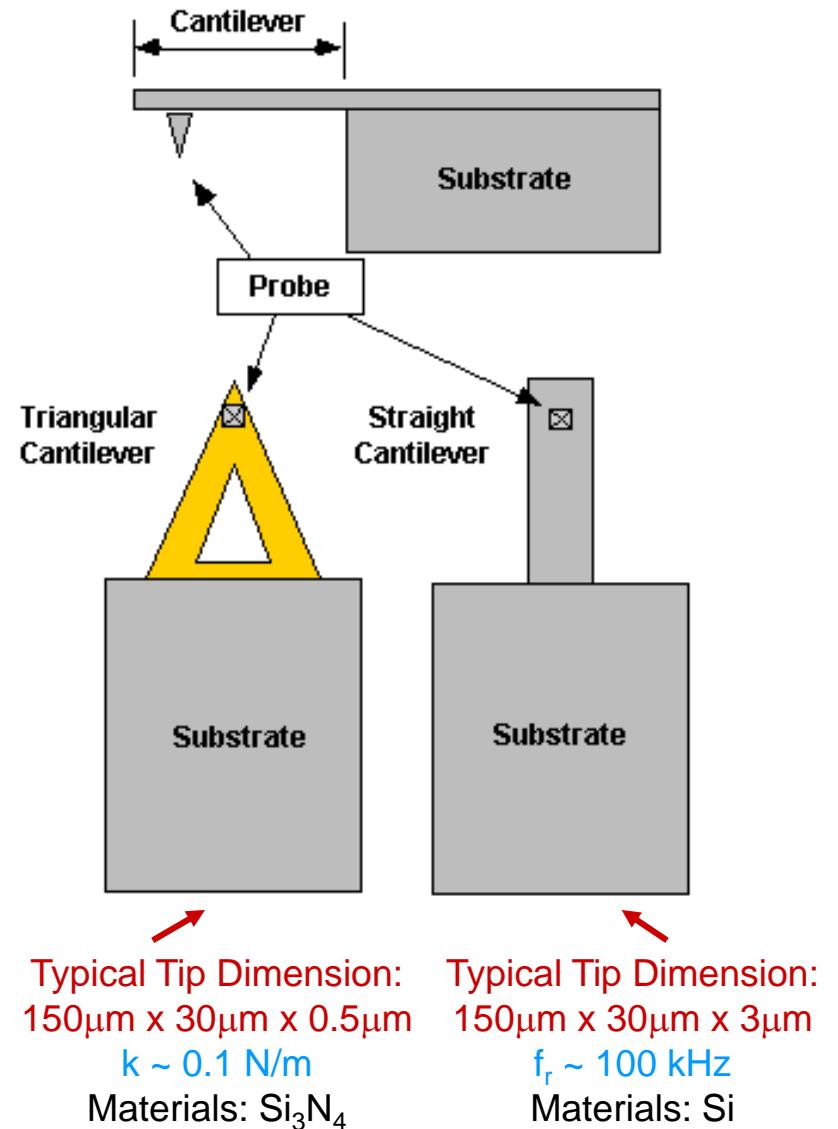 Cantilever
Substrate
Probe
Triangular
Cantilever
Straight
Cantilever
Substrate
Substrate
Typical Tip Dimension:
150μm x 30μm x 0.5μm
k ~ 0.1 N/m
Materials: Si₃N₄
Typical Tip Dimension:
150μm x 30μm x 3μm
fᵣ ~ 100 kHz
Materials: Si